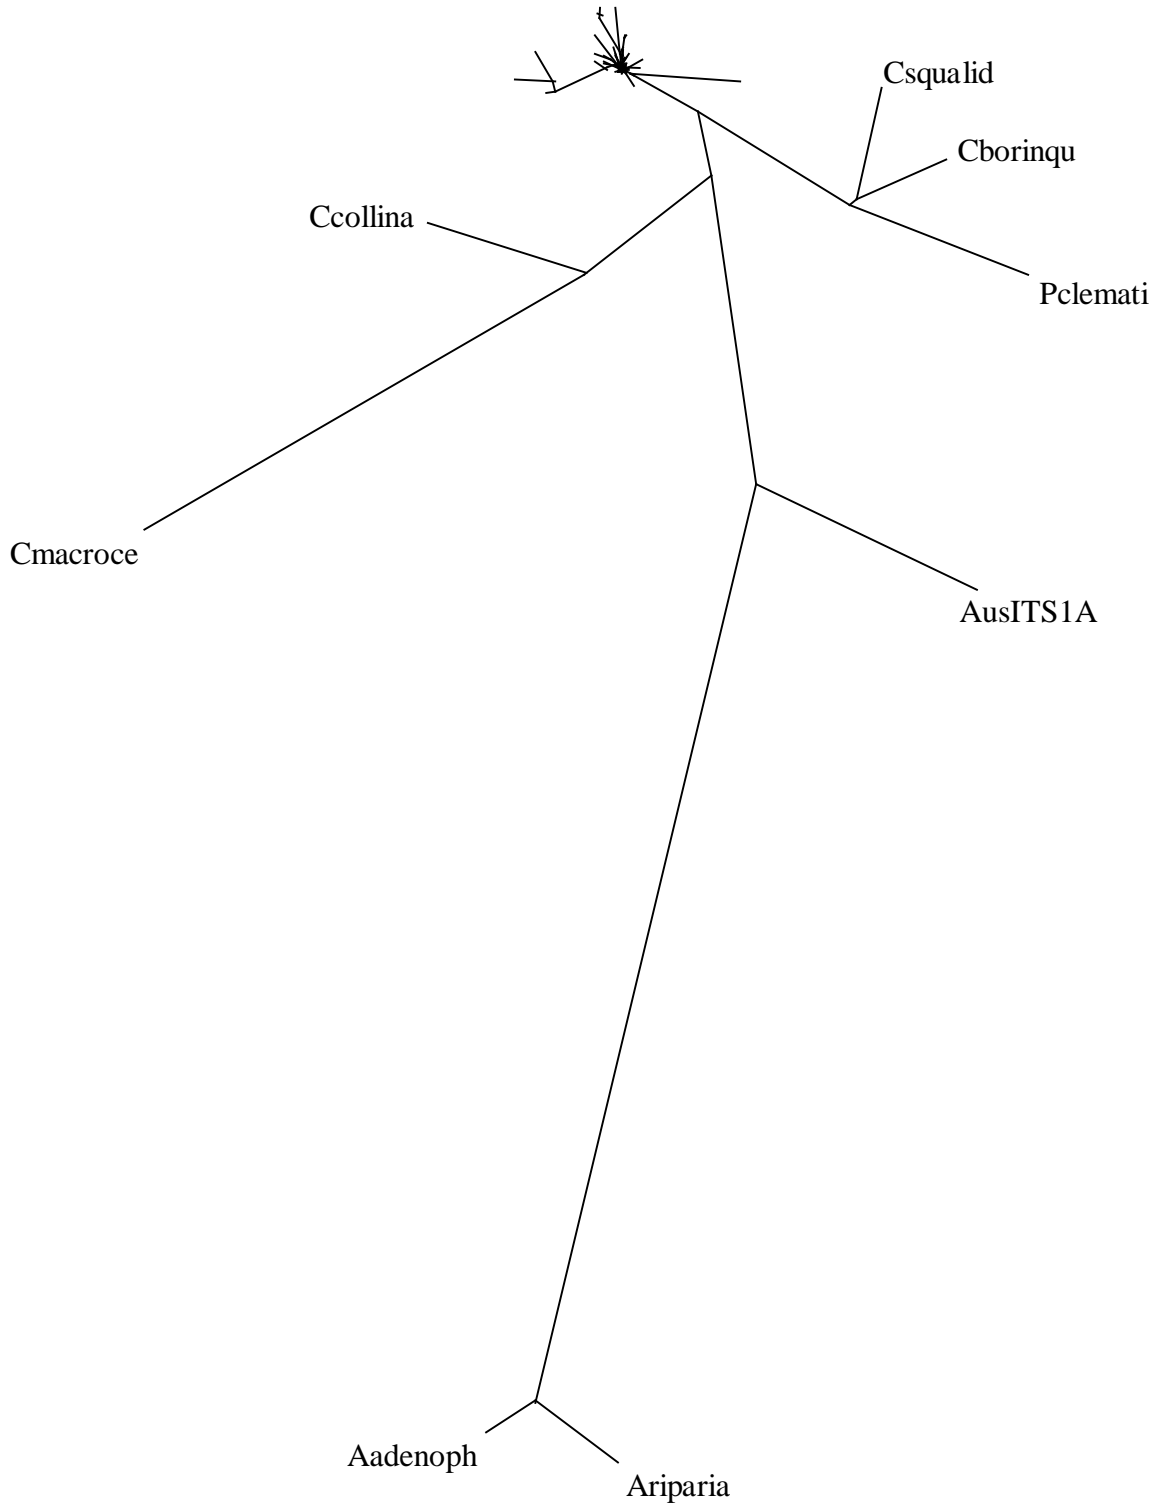 Csqualid
Cborinqu
Ccollina
Pclemati
Cmacroce
AusITS1A
Aadenoph
Ariparia